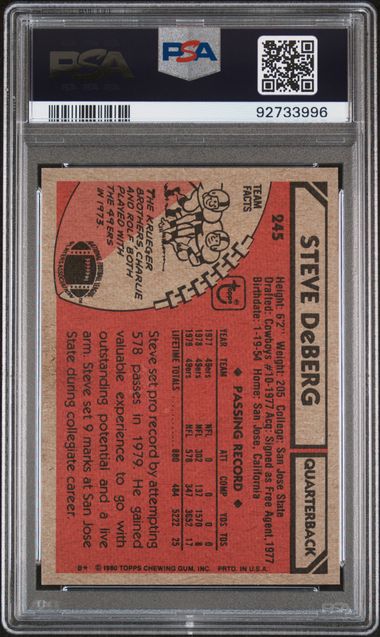 PSA
PSA
92733996
245
STEVE DeBERG
QUARTERBACK
Height: 6'2" Weight: 205 College: San Jose State
Drafted: Cowboys #10-1977 Acq: Signed as Free Agent, 1977
Birthdate: 1-19-54 Home: San Jose, California
TEAM FACTS
THE KRUEGER
BROTHERS, CHARLIE
AND ROLF BOTH
PLAYED WITH
THE 49ERS
IN 1973.
Topps
◆ PASSING RECORD ◆
YEAR TEAM ATT COMP YDS TDS
1977 49ers NFL 0 0 0 0
1978 49ers NFL 302 137 1570 8
1979 49ers NFL 578 347 3652 17
LIFETIME TOTALS 880 484 5222 25
Steve set pro record by attempting
578 passes in 1979. He gained
valuable experience to go with
outstanding potential and a live
arm. Steve set 9 marks at San Jose
State during collegiate career.
B* © 1980 TOPPS CHEWING GUM, INC. PRTD. IN U.S.A.